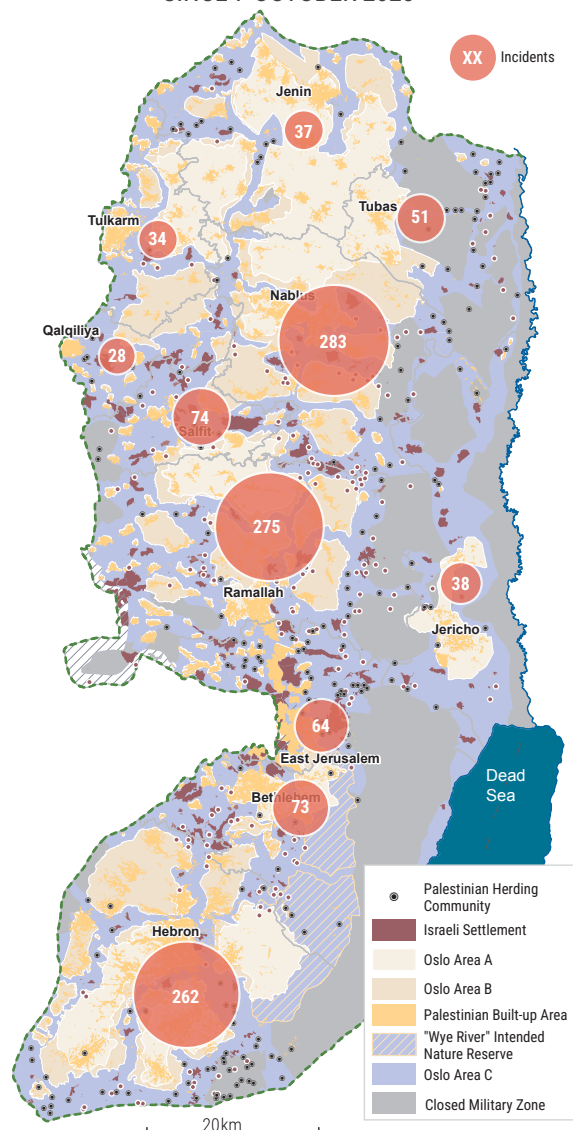 XX Incidents
Jenin
37
Tubas
51
Tulkarm
34
Nablus
283
Qalqiliya
28
74
Salfit
275
Ramallah
38
Jericho
64
East Jerusalem
Bethlehem
73
Dead
Sea
Hebron
262
Palestinian Herding
Community
Israeli Settlement
Oslo Area A
Oslo Area B
Palestinian Built-up Area
"Wye River" Intended
Nature Reserve
Oslo Area C
Closed Military Zone
20km